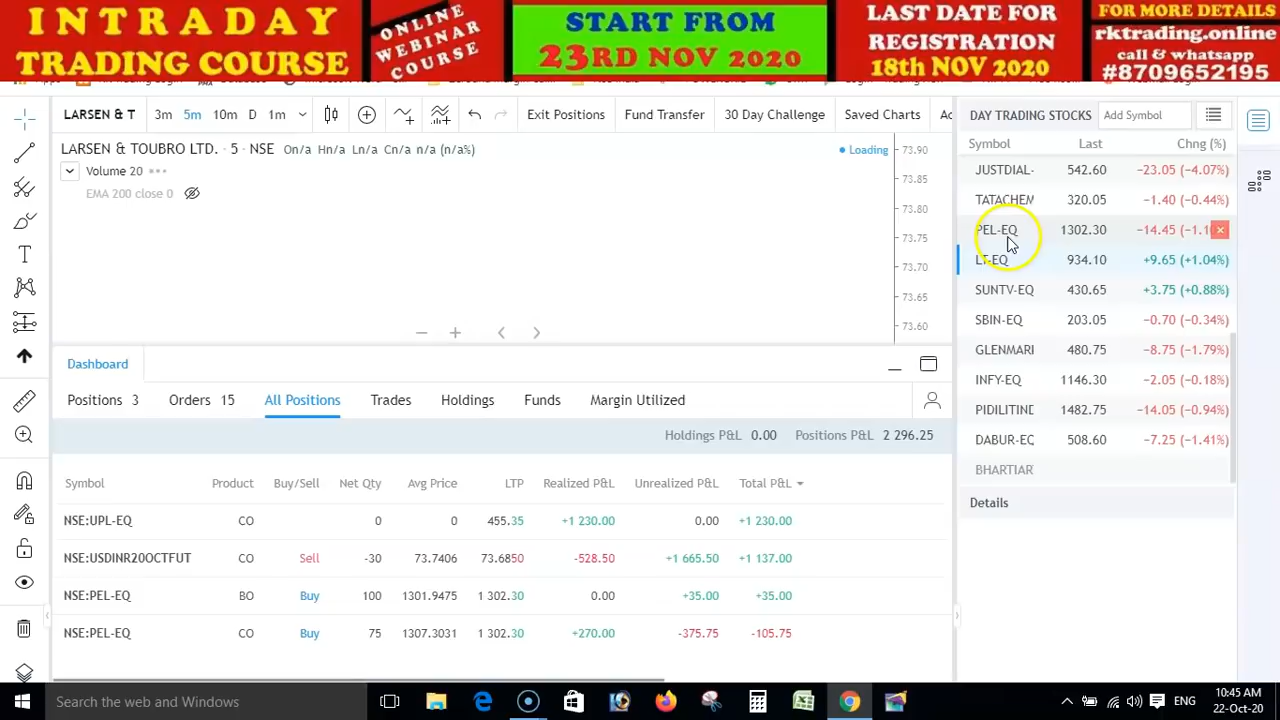 INTRADAY
TRADING COURSE
ONLINE
WEBINAR
COURSE
START FROM
23RD NOV 2020
LAST DATE FOR
REGISTRATION
18th NOV 2020
FOR MORE DETAILS
rktrading.online
call & whatsapp
#8709652195
LARSEN & T 3m 5m 10m D 1m Exit Positions Fund Transfer 30 Day Challenge Saved Charts
LARSEN & TOUBRO LTD. · 5 · NSE On/a Hn/a Ln/a Cn/a n/a (n/a%)
Loading
Volume 20
EMA 200 close 0
73.90
73.85
73.80
73.75
73.70
73.65
73.60
DAY TRADING STOCKS Add Symbol
Symbol Last Chng (%)
JUSTDIAL- 542.60 −23.05 (−4.07%)
TATACHEM 320.05 −1.40 (−0.44%)
PEL-EQ 1302.30 −14.45
LT-EQ 934.10 +9.65 (+1.04%)
SUNTV-EQ 430.65 +3.75 (+0.88%)
SBIN-EQ 203.05 −0.70 (−0.34%)
GLENMARK 480.75 −8.75 (−1.79%)
INFY-EQ 1146.30 −2.05 (−0.18%)
PIDILITIND 1482.75 −14.05 (−0.94%)
DABUR-EQ 508.60 −7.25 (−1.41%)
BHARTIAR
Details
Dashboard
Positions 3 Orders 15 All Positions Trades Holdings Funds Margin Utilized
Holdings P&L 0.00 Positions P&L 2 296.25
Symbol Product Buy/Sell Net Qty Avg Price LTP Realized P&L Unrealized P&L Total P&L
NSE:UPL-EQ CO 0 0 455.35 +1 230.00 0.00 +1 230.00
NSE:USDINR20OCTFUT CO Sell -30 73.7406 73.6850 -528.50 +1 665.50 +1 137.00
NSE:PEL-EQ BO Buy 100 1301.9475 1 302.30 0.00 +35.00 +35.00
NSE:PEL-EQ CO Buy 75 1307.3031 1 302.30 +270.00 -375.75 -105.75
Search the web and Windows
ENG
10:45 AM
22-Oct-20